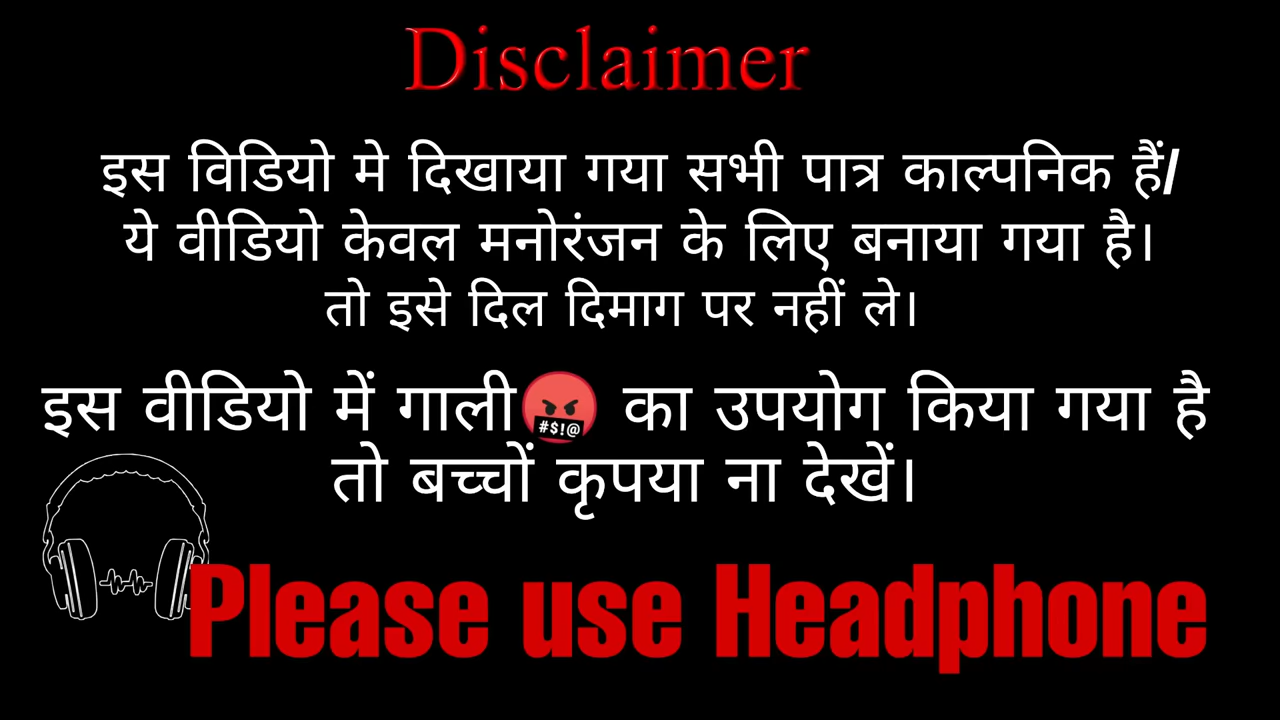 Disclaimer
इस विडियो मे दिखाया गया सभी पात्र काल्पनिक हैं/
ये वीडियो केवल मनोरंजन के लिए बनाया गया है।
तो इसे दिल दिमाग पर नहीं ले।
इस वीडियो में गाली🤬 का उपयोग किया गया है
तो बच्चों कृपया ना देखें।
Please use Headphone